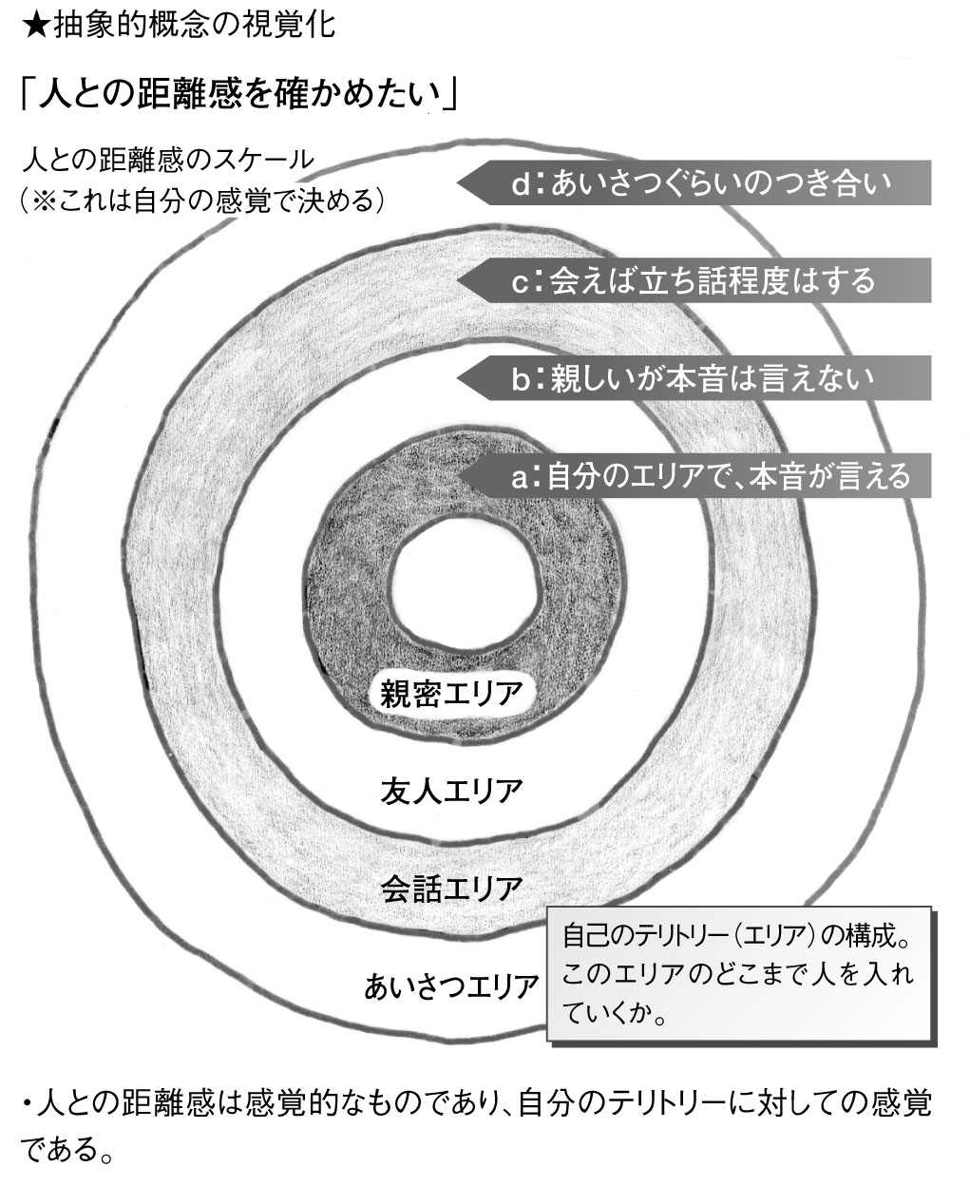 ★抽象的概念の視覚化
「人との距離感を確かめたい」
人との距離感のスケール
（※これは自分の感覚で決める）
d：あいさつぐらいのつき合い
c：会えば立ち話程度はする
b：親しいが本音は言えない
a：自分のエリアで、本音が言える
親密エリア
友人エリア
会話エリア
あいさつエリア
自己のテリトリー（エリア）の構成。
このエリアのどこまで人を入れ
ていくか。
・人との距離感は感覚的なものであり、自分のテリトリーに対しての感覚
である。